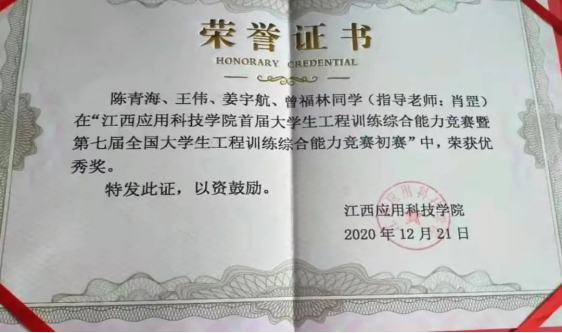 荣誉证书
HONORARY CREDENTIAL
陈青海、王伟、姜宇航、曾福林同学（指导老师：肖罡）
在“江西应用科技学院首届大学生工程训练综合能力竞赛暨
第七届全国大学生工程训练综合能力竞赛初赛”中，荣获优
秀奖。
特发此证，以资鼓励。
江西应用科技学院
2020年12月21日